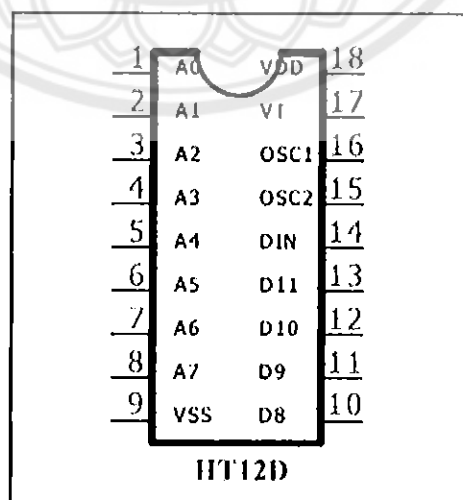 1 A0 VDD 18
2 A1 VT 17
3 A2 OSC1 16
4 A3 OSC2 15
5 A4 DIN 14
6 A5 D11 13
7 A6 D10 12
8 A7 D9 11
9 VSS D8 10
HT12D